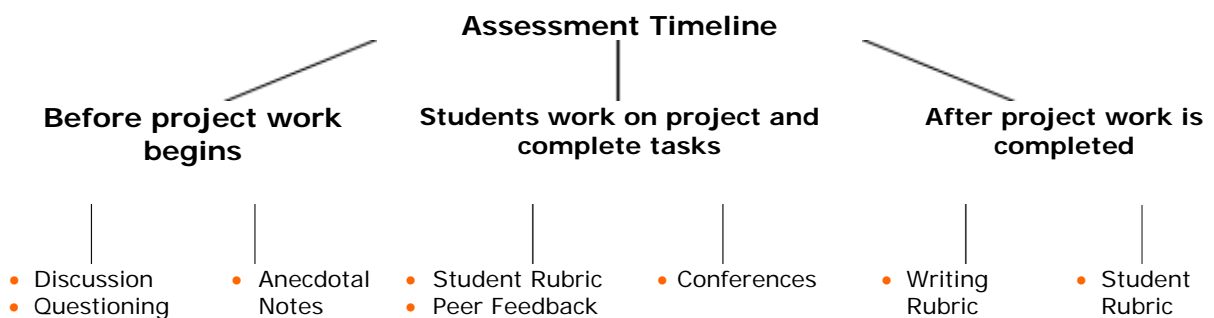 Assessment Timeline
Before project work
begins
Students work on project and
complete tasks
After project work is
completed
• Discussion
• Questioning
• Anecdotal
Notes
• Student Rubric
• Peer Feedback
• Conferences
• Writing
Rubric
• Student
Rubric